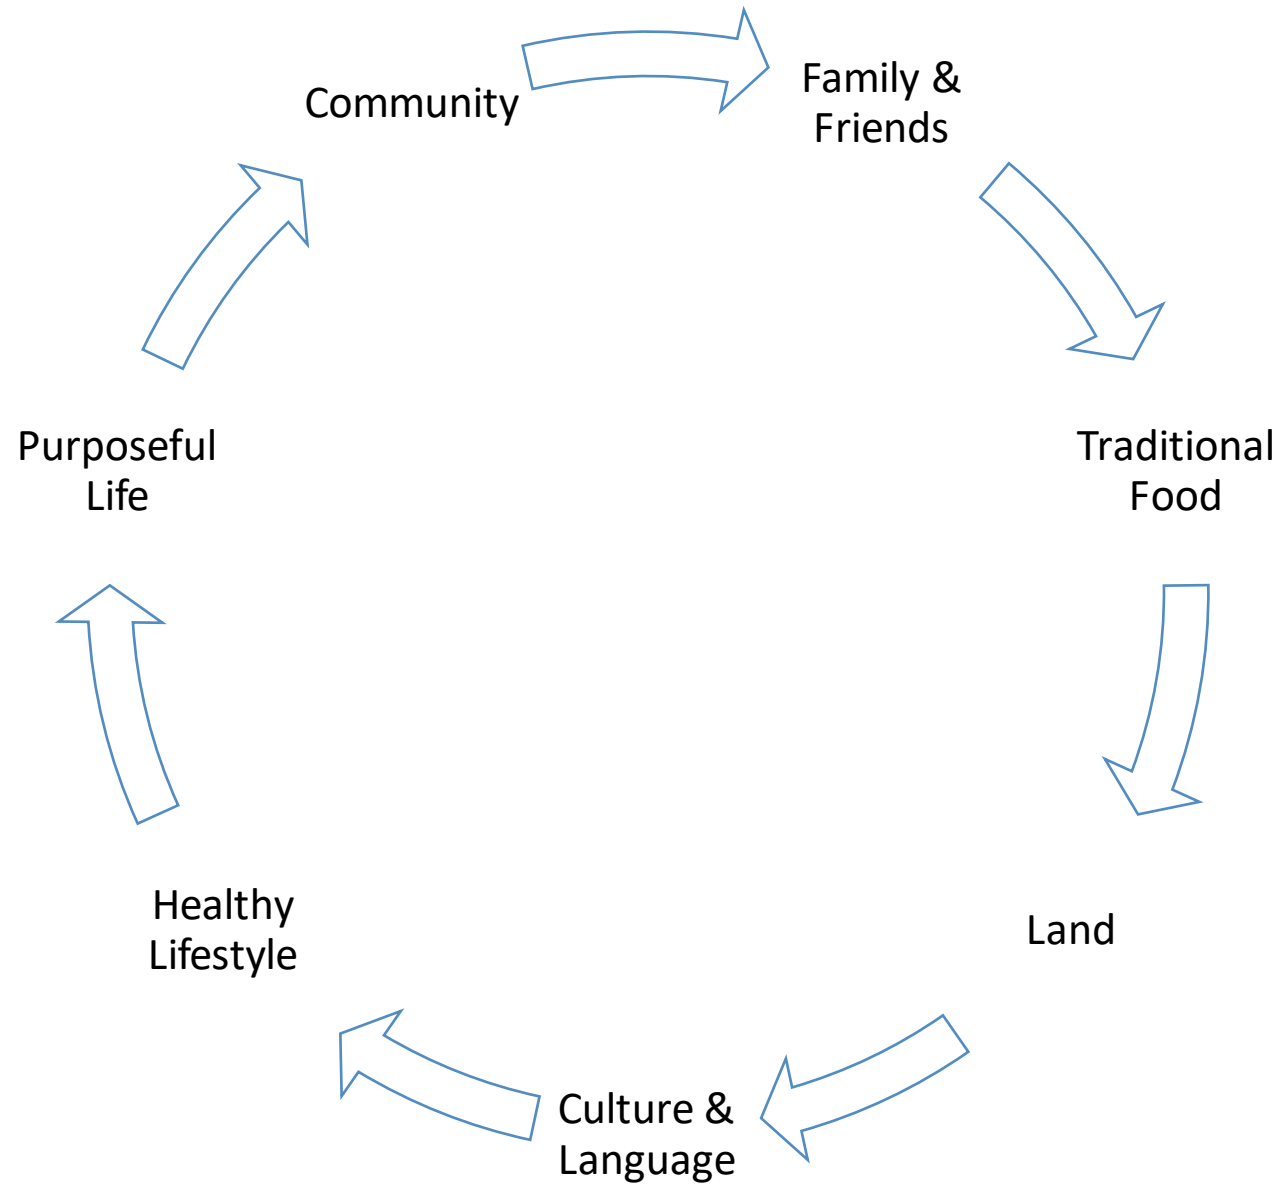 Community
Family &
Friends
Traditional
Food
Land
Culture &
Language
Healthy
Lifestyle
Purposeful
Life